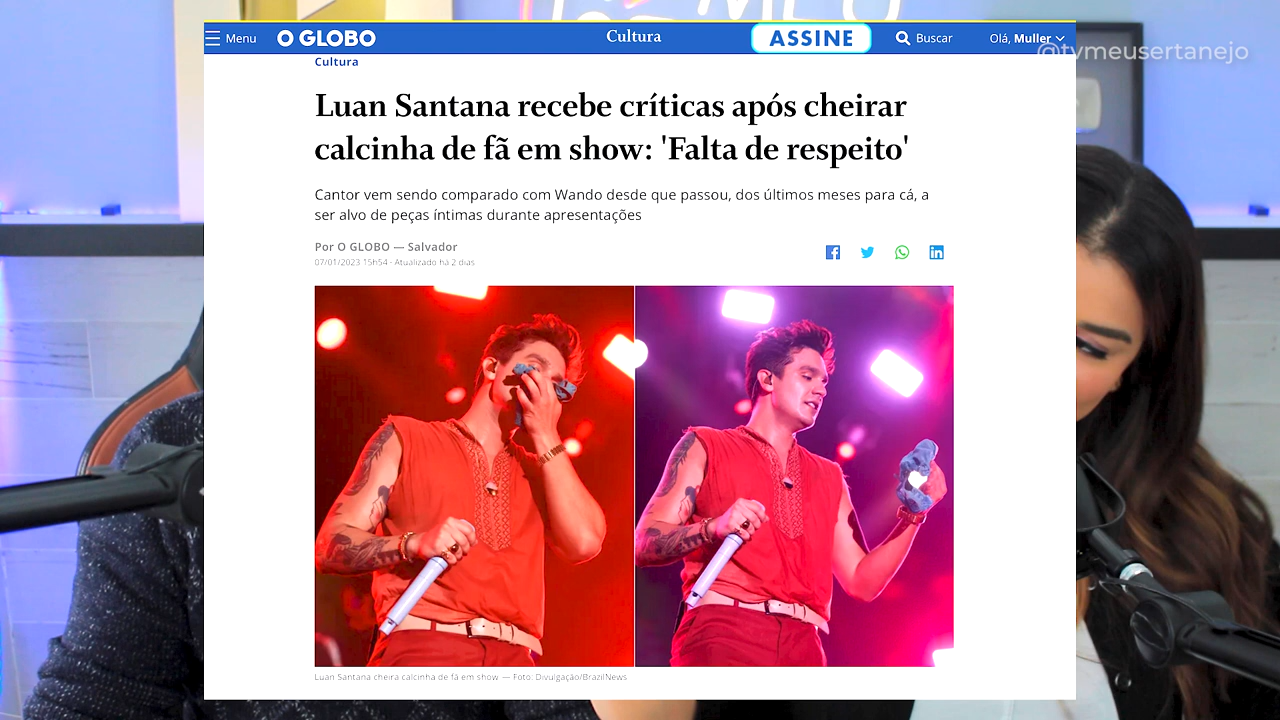 Menu
O GLOBO
Cultura
ASSINE
Buscar
Olá, Muller
@tvmeusertanejo
Cultura
Luan Santana recebe críticas após cheirar
calcinha de fã em show: 'Falta de respeito'
Cantor vem sendo comparado com Wando desde que passou, dos últimos meses para cá, a
ser alvo de peças íntimas durante apresentações
Por O GLOBO — Salvador
07/01/2023 15h54 · Atualizado há 2 dias
Luan Santana cheira calcinha de fã em show — Foto: Divulgação/BrazilNews